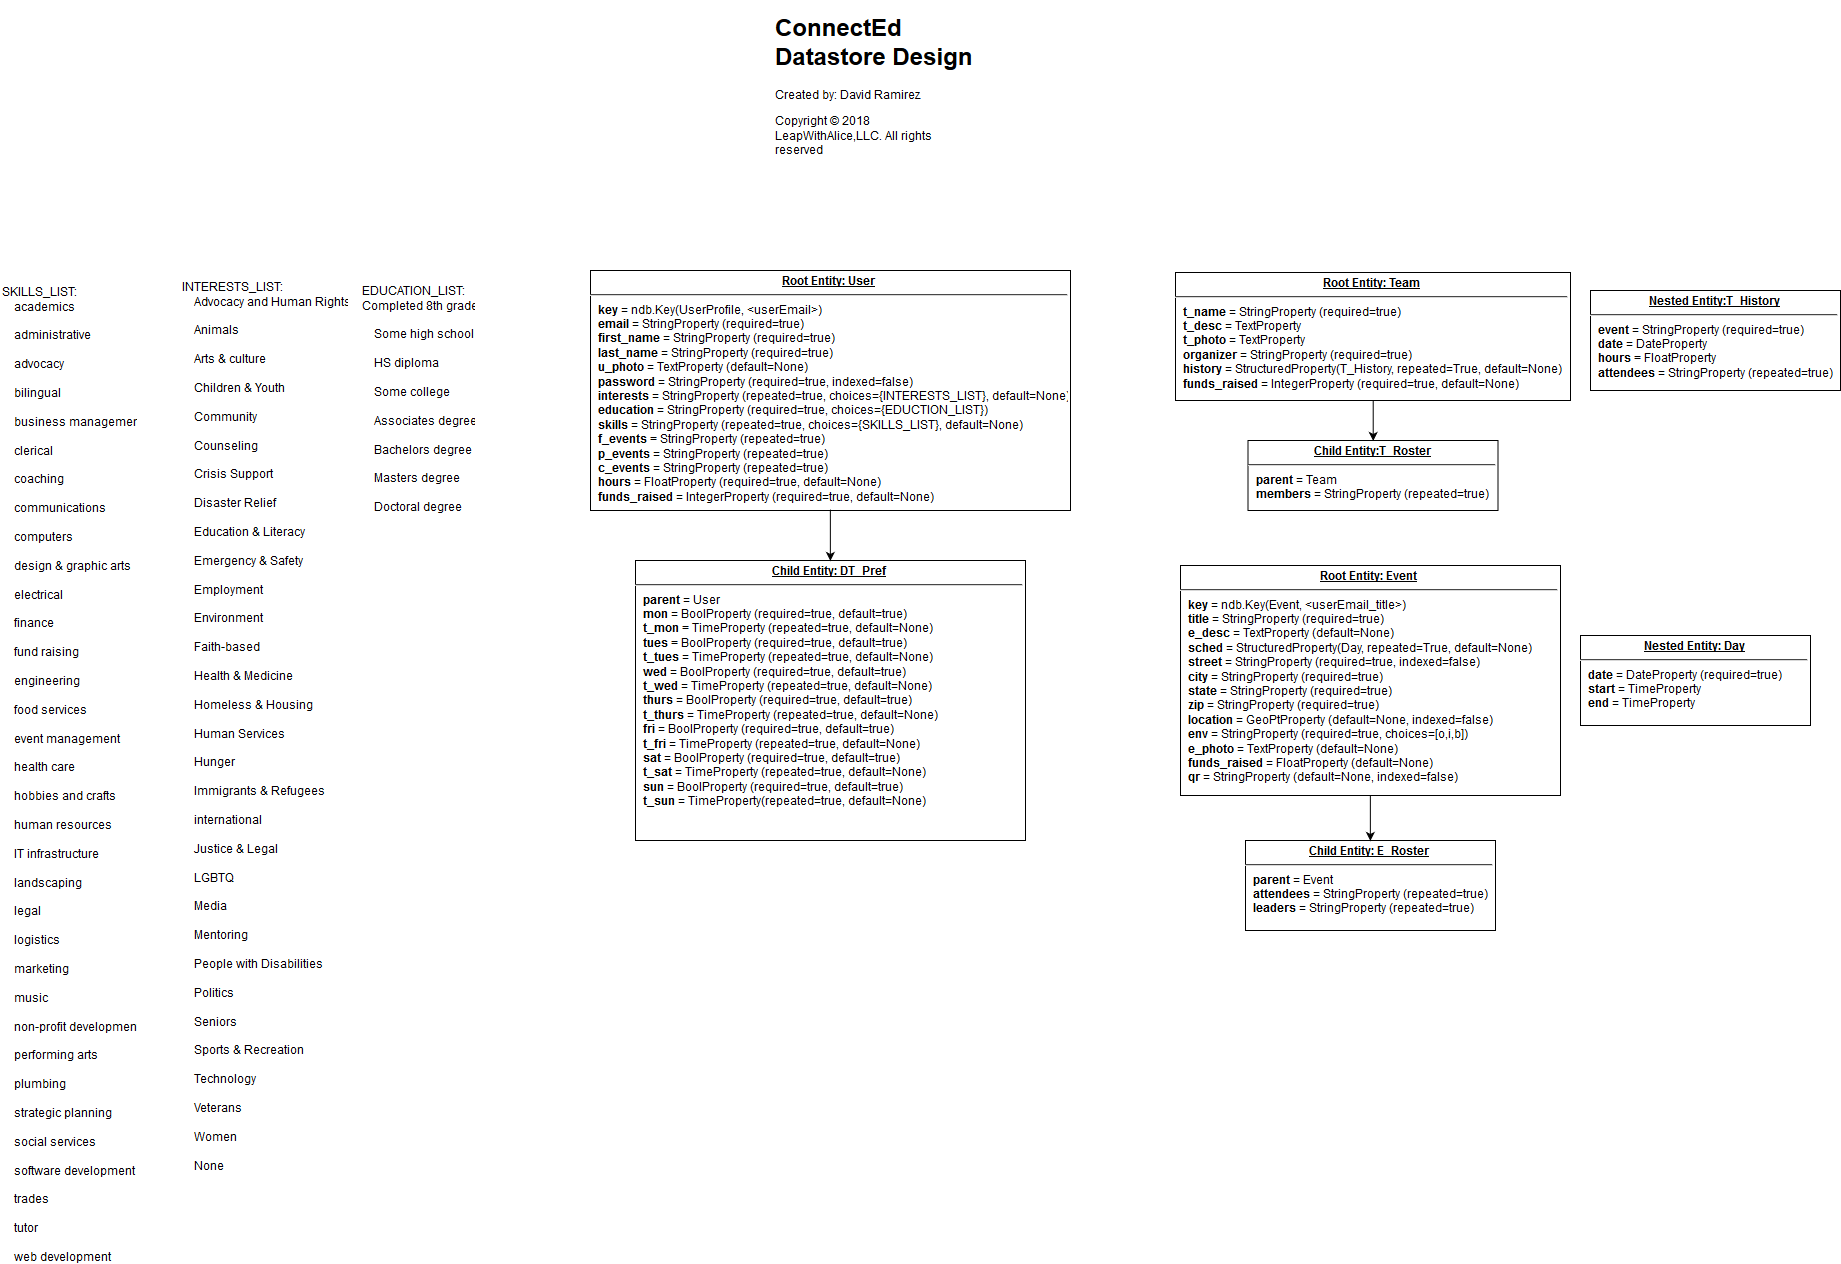 ConnectEd
Datastore Design
Created by: David Ramirez
Copyright © 2018
LeapWithAlice,LLC. All rights
reserved
SKILLS_LIST:
academics
administrative
advocacy
bilingual
business managemer
clerical
coaching
communications
computers
design & graphic arts
electrical
finance
fund raising
engineering
food services
event management
health care
hobbies and crafts
human resources
IT infrastructure
landscaping
legal
logistics
marketing
music
non-profit developmen
performing arts
plumbing
strategic planning
social services
software development
trades
tutor
web development
INTERESTS_LIST:
Advocacy and Human Rights
Animals
Arts & culture
Children & Youth
Community
Counseling
Crisis Support
Disaster Relief
Education & Literacy
Emergency & Safety
Employment
Environment
Faith-based
Health & Medicine
Homeless & Housing
Human Services
Hunger
Immigrants & Refugees
international
Justice & Legal
LGBTQ
Media
Mentoring
People with Disabilities
Politics
Seniors
Sports & Recreation
Technology
Veterans
Women
None
EDUCATION_LIST:
Completed 8th grade
Some high school
HS diploma
Some college
Associates degree
Bachelors degree
Masters degree
Doctoral degree
Root Entity: User
key = ndb.Key(UserProfile, <userEmail>)
email = StringProperty (required=true)
first_name = StringProperty (required=true)
last_name = StringProperty (required=true)
u_photo = TextProperty (default=None)
password = StringProperty (required=true, indexed=false)
interests = StringProperty (repeated=true, choices={INTERESTS_LIST}, default=None)
education = StringProperty (required=true, choices={EDUCTION_LIST})
skills = StringProperty (repeated=true, choices={SKILLS_LIST}, default=None)
f_events = StringProperty (repeated=true)
p_events = StringProperty (repeated=true)
c_events = StringProperty (repeated=true)
hours = FloatProperty (required=true, default=None)
funds_raised = IntegerProperty (required=true, default=None)
Child Entity: DT_Pref
parent = User
mon = BoolProperty (required=true, default=true)
t_mon = TimeProperty (repeated=true, default=None)
tues = BoolProperty (required=true, default=true)
t_tues = TimeProperty (repeated=true, default=None)
wed = BoolProperty (required=true, default=true)
t_wed = TimeProperty (repeated=true, default=None)
thurs = BoolProperty (required=true, default=true)
t_thurs = TimeProperty (repeated=true, default=None)
fri = BoolProperty (required=true, default=true)
t_fri = TimeProperty (repeated=true, default=None)
sat = BoolProperty (required=true, default=true)
t_sat = TimeProperty (repeated=true, default=None)
sun = BoolProperty (required=true, default=true)
t_sun = TimeProperty(repeated=true, default=None)
Root Entity: Team
t_name = StringProperty (required=true)
t_desc = TextProperty
t_photo = TextProperty
organizer = StringProperty (required=true)
history = StructuredProperty(T_History, repeated=True, default=None)
funds_raised = IntegerProperty (required=true, default=None)
Nested Entity:T_History
event = StringProperty (required=true)
date = DateProperty
hours = FloatProperty
attendees = StringProperty (repeated=true)
Child Entity:T_Roster
parent = Team
members = StringProperty (repeated=true)
Root Entity: Event
key = ndb.Key(Event, <userEmail_title>)
title = StringProperty (required=true)
e_desc = TextProperty (default=None)
sched = StructuredProperty(Day, repeated=True, default=None)
street = StringProperty (required=true, indexed=false)
city = StringProperty (required=true)
state = StringProperty (required=true)
zip = StringProperty (required=true)
location = GeoPtProperty (default=None, indexed=false)
env = StringProperty (required=true, choices=[o,i,b])
e_photo = TextProperty (default=None)
funds_raised = FloatProperty (default=None)
qr = StringProperty (default=None, indexed=false)
Nested Entity: Day
date = DateProperty (required=true)
start = TimeProperty
end = TimeProperty
Child Entity: E_Roster
parent = Event
attendees = StringProperty (repeated=true)
leaders = StringProperty (repeated=true)